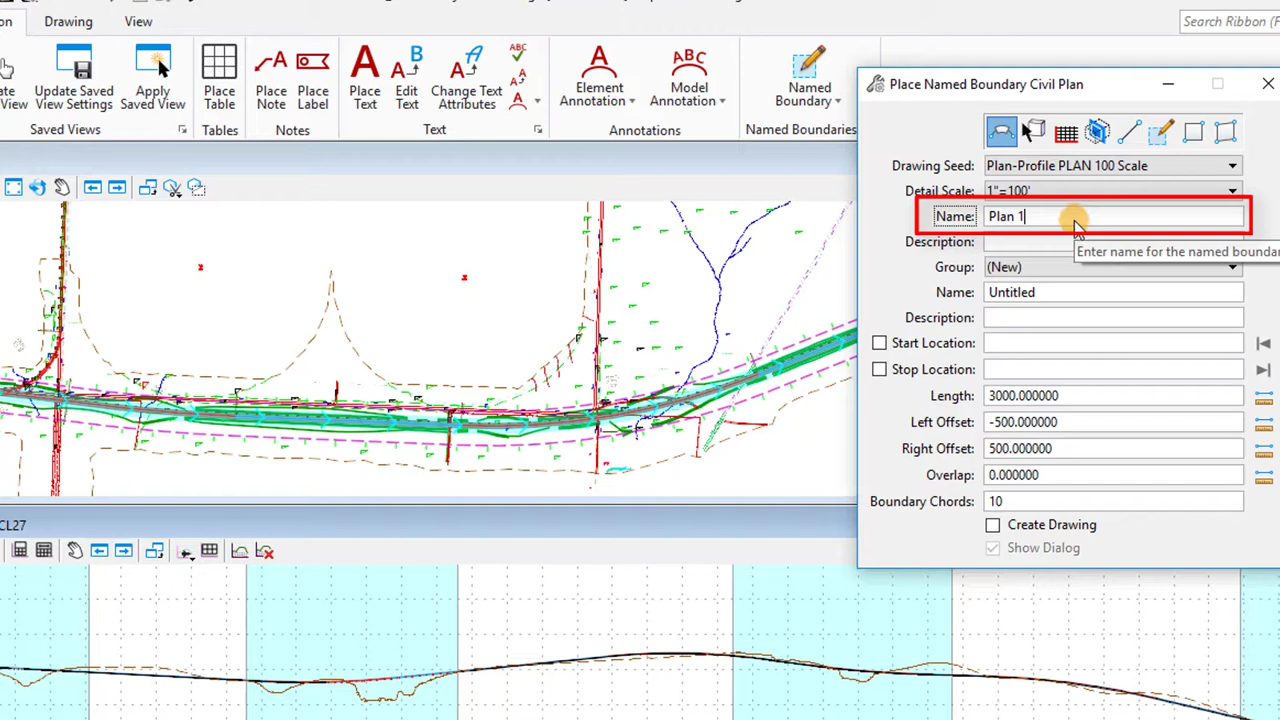 on Drawing View
Search Ribbon (F
Update Saved View Settings
Apply Saved View
Place Table
Place Note
Place Label
Place Text
Edit Text
Change Text Attributes
ABC
Element Annotation
ABC
Model Annotation
Named Boundary
Saved Views
Tables
Notes
Text
Annotations
Named Boundaries
Place Named Boundary Civil Plan
Drawing Seed: Plan-Profile PLAN 100 Scale
Detail Scale: 1"=100'
Name: Plan 1
Description:
Enter name for the named boundar
Group: (New)
Name: Untitled
Description:
Start Location:
Stop Location:
Length: 3000.000000
Left Offset: -500.000000
Right Offset: 500.000000
Overlap: 0.000000
Boundary Chords: 10
Create Drawing
Show Dialog
CL27